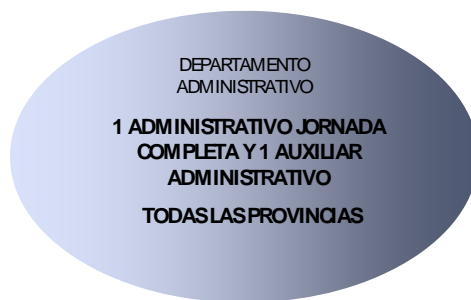 DEPARTAMENTO
ADMINISTRATIVO
1 ADMINISTRATIVO JORNADA
COMPLETA Y 1 AUXILIAR
ADMINISTRATIVO
TODAS LAS PROVINCIAS